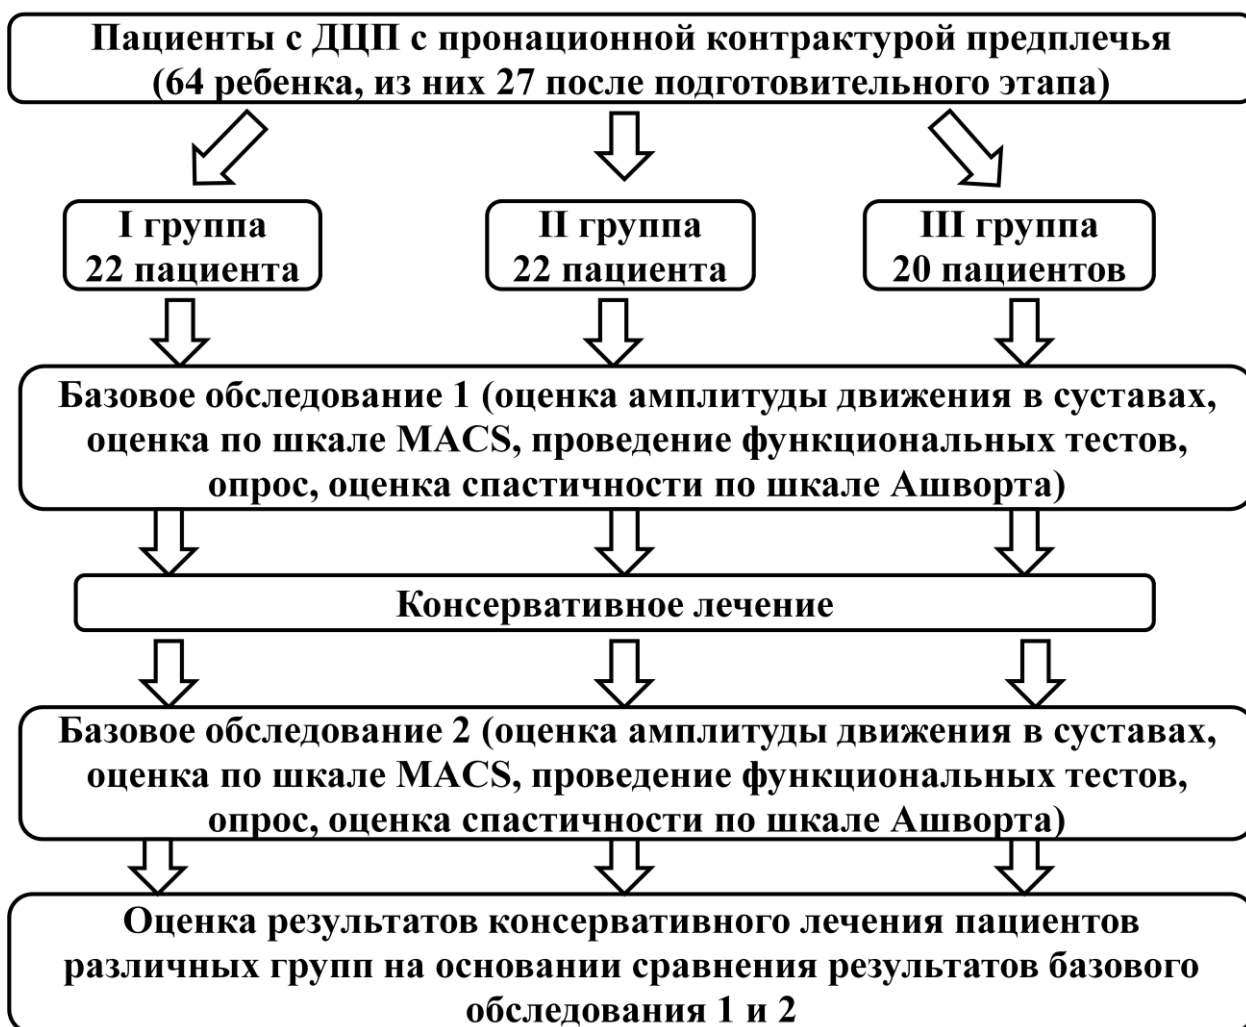 Пациенты с ДЦП с пронационной контрактурой предплечья
(64 ребенка, из них 27 после подготовительного этапа)
I группа
22 пациента
II группа
22 пациента
III группа
20 пациентов
Базовое обследование 1 (оценка амплитуды движения в суставах,
оценка по шкале MACS, проведение функциональных тестов,
опрос, оценка спастичности по шкале Ашворта)
Консервативное лечение
Базовое обследование 2 (оценка амплитуды движения в суставах,
оценка по шкале MACS, проведение функциональных тестов,
опрос, оценка спастичности по шкале Ашворта)
Оценка результатов консервативного лечения пациентов
различных групп на основании сравнения результатов базового
обследования 1 и 2